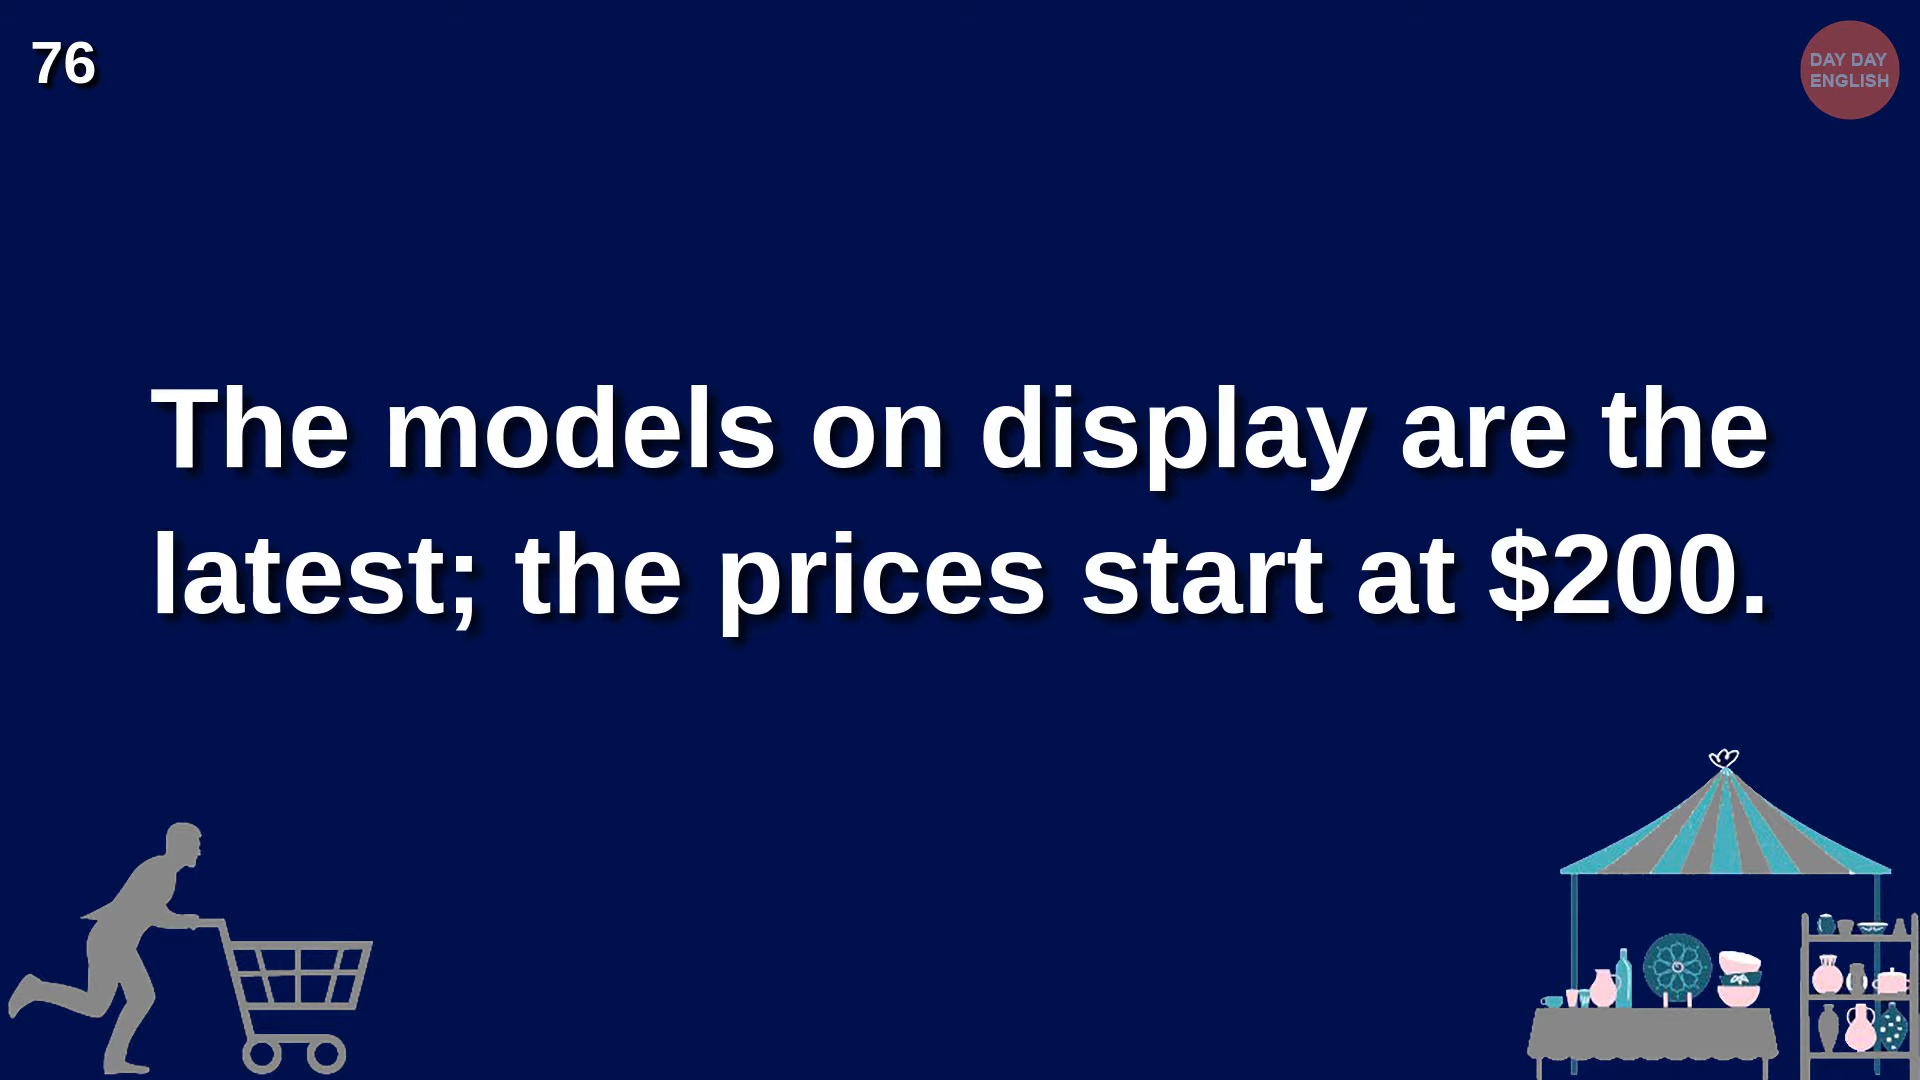 76
DAY DAY
ENGLISH
The models on display are the
latest; the prices start at $200.